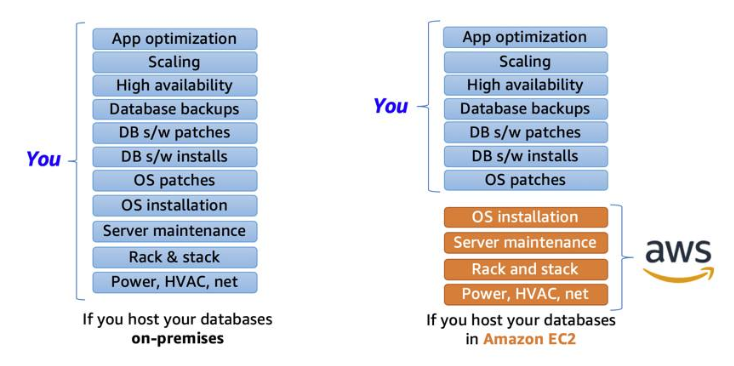 You
App optimization
Scaling
High availability
Database backups
DB s/w patches
DB s/w installs
OS patches
OS installation
Server maintenance
Rack & stack
Power, HVAC, net
If you host your databases
on-premises
You
App optimization
Scaling
High availability
Database backups
DB s/w patches
DB s/w installs
OS patches
OS installation
Server maintenance
Rack and stack
Power, HVAC, net
aws
If you host your databases
in Amazon EC2